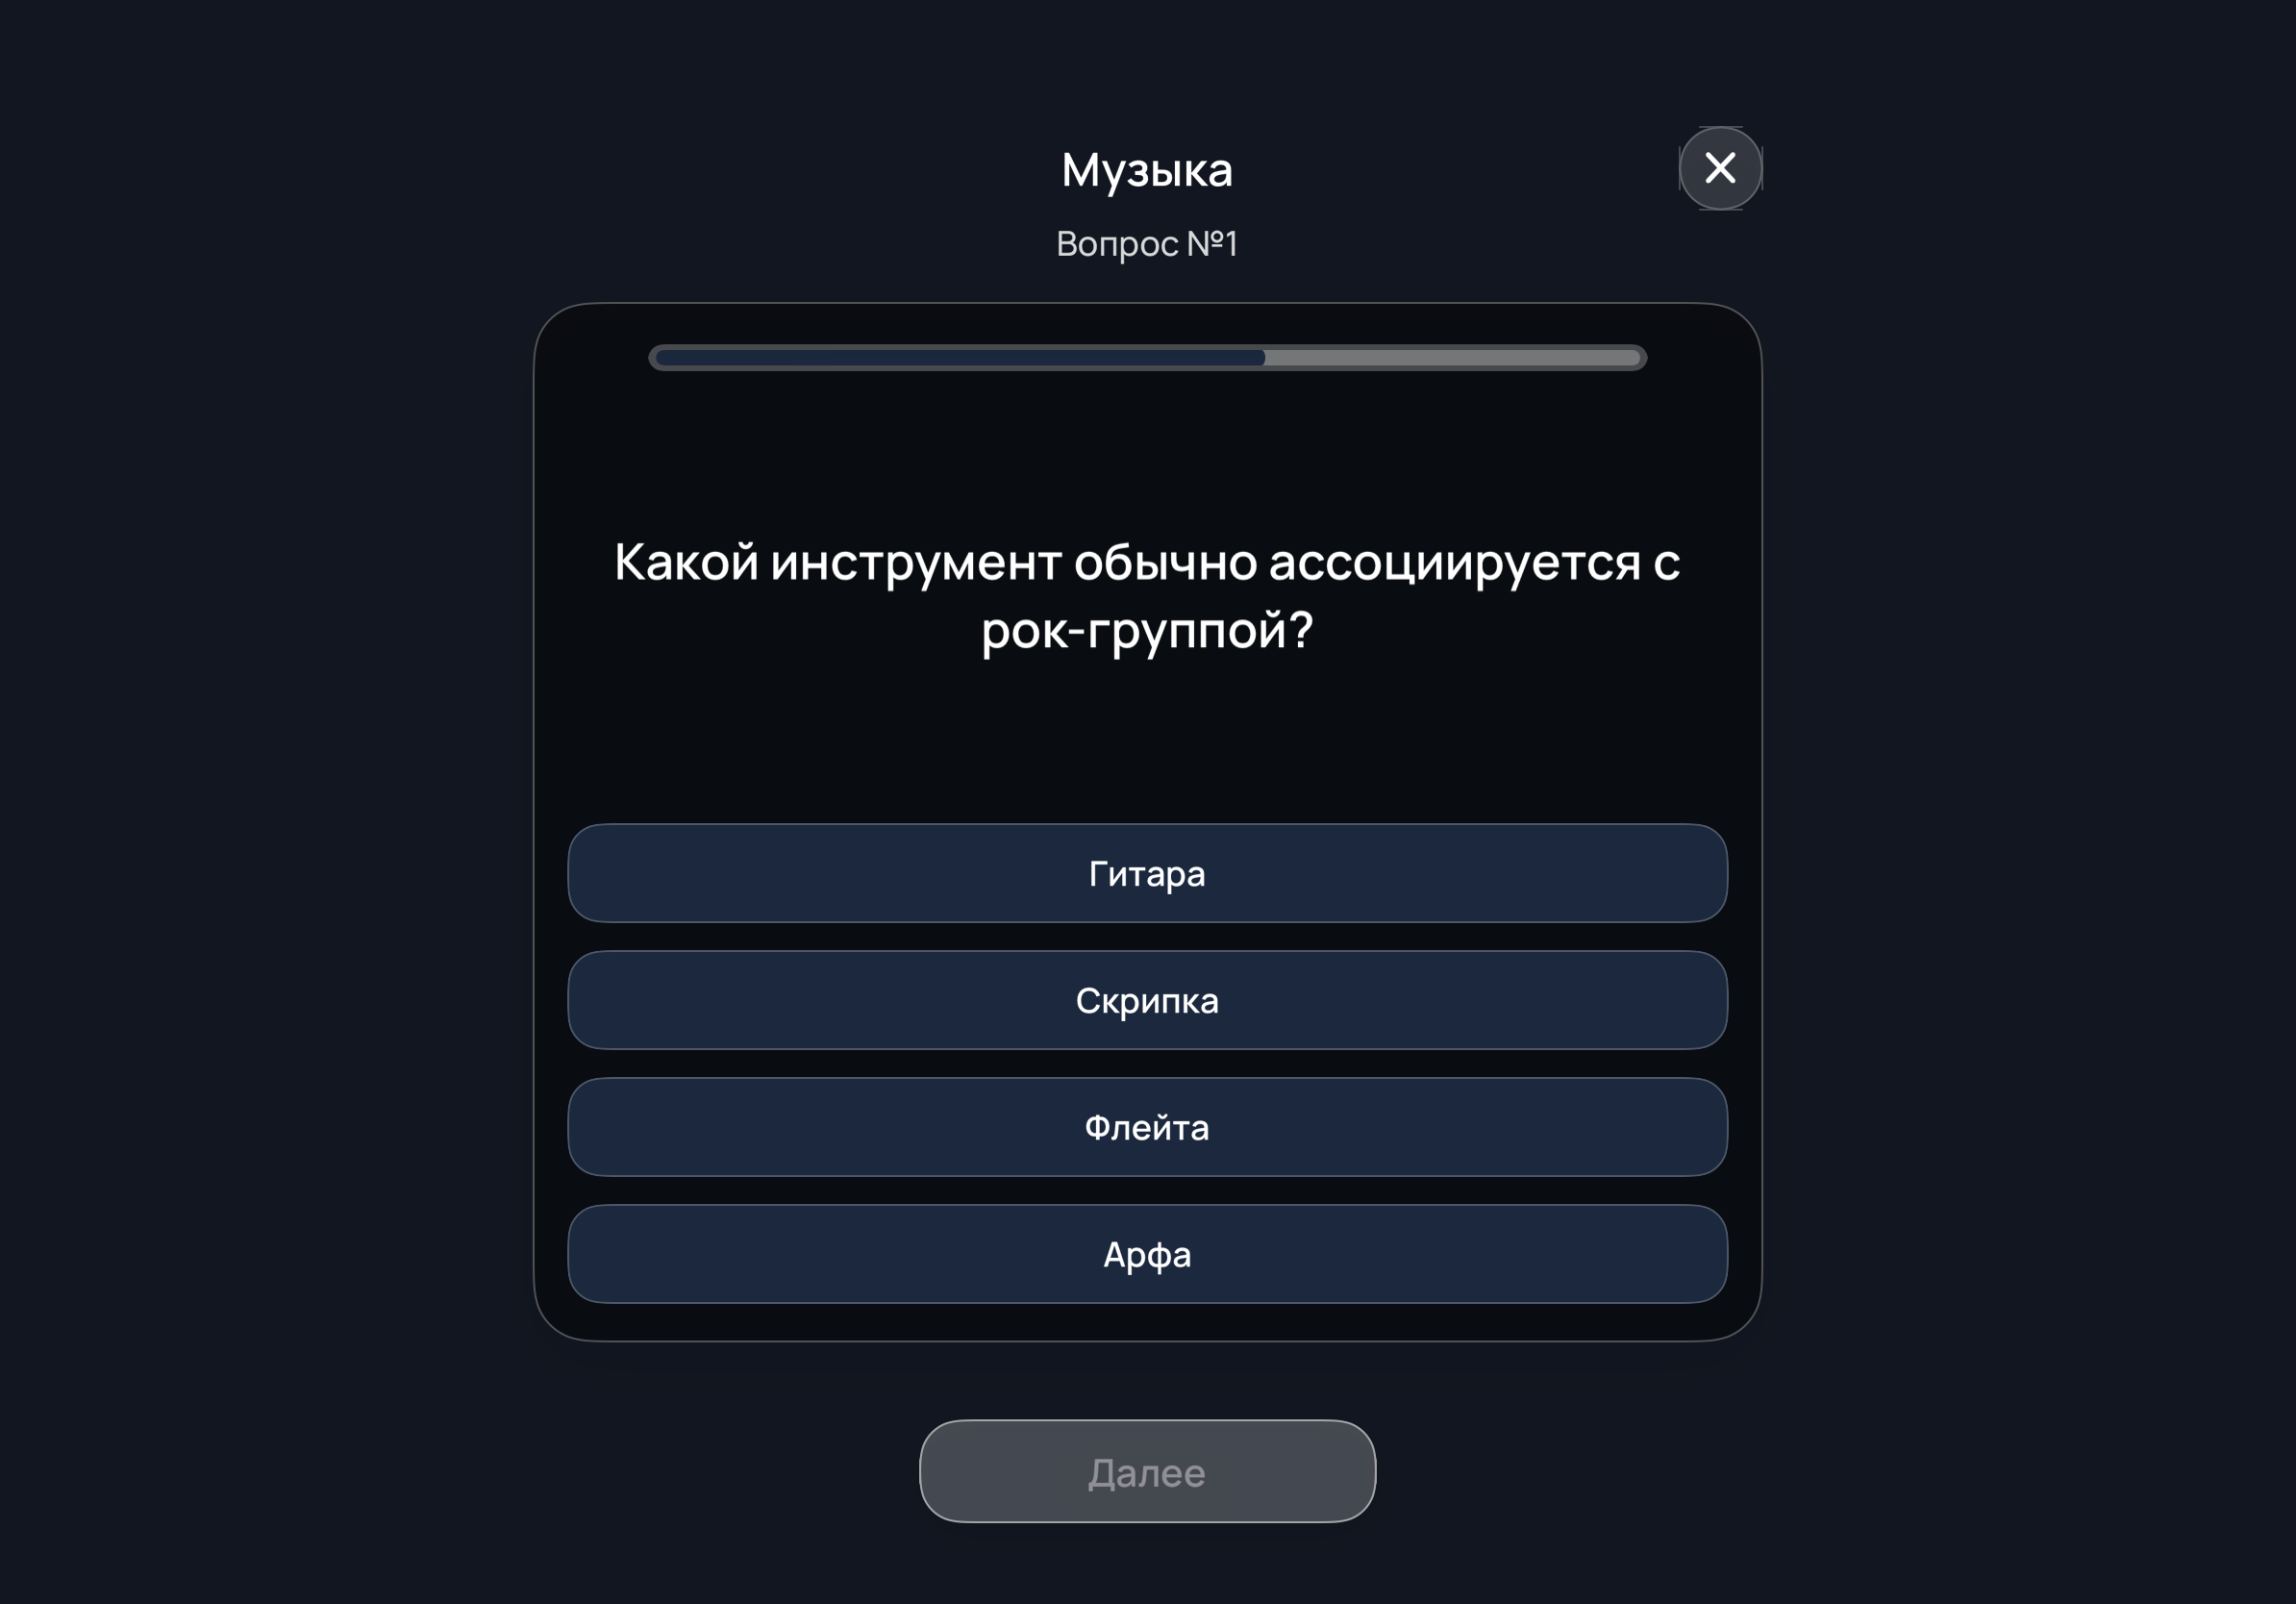 Музыка
Вопрос №1
Какой инструмент обычно ассоциируется с
рок-группой?
Гитара
Скрипка
Флейта
Арфа
Далее